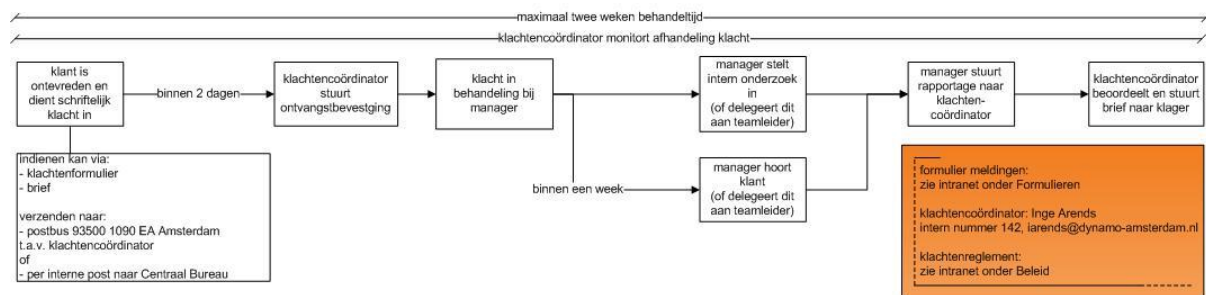 maximaal twee weken behandeltijd
klachtencoördinator monitort afhandeling klacht
klant is
ontevreden en
dient schriftelijk
klacht in
binnen 2 dagen
klachtencoördinator
stuurt
ontvangstbevestging
klacht in
behandeling bij
manager
manager stelt
intern onderzoek
in
(of delegeert dit
aan teamleider)
manager stuurt
rapportage naar
klachten-
coördinator
klachtencoördinator
beoordeelt en stuurt
brief naar klager
indienen kan via:
- klachtenformulier
- brief
verzenden naar:
- postbus 93500 1090 EA Amsterdam
t.a.v. klachtencoördinator
of
- per interne post naar Centraal Bureau
binnen een week
manager hoort
klant
(of delegeert dit
aan teamleider)
formulier meldingen:
zie intranet onder Formulieren
klachtencoördinator: Inge Arends
intern nummer 142, iarends@dynamo-amsterdam.nl
klachtenreglement:
zie intranet onder Beleid